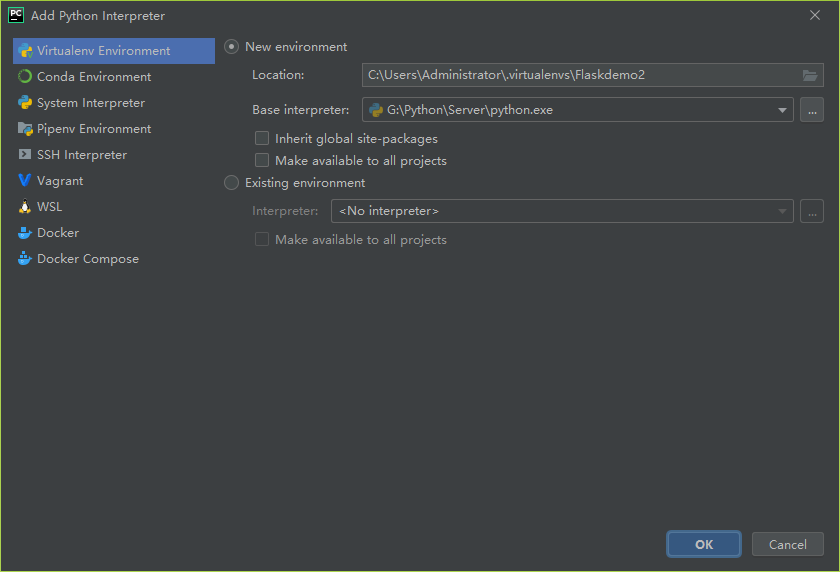 PC Add Python Interpreter
Virtualenv Environment
Conda Environment
System Interpreter
Pipenv Environment
SSH Interpreter
Vagrant
WSL
Docker
Docker Compose
New environment
Location: C:\Users\Administrator\.virtualenvs\Flaskdemo2
Base interpreter: G:\Python\Server\python.exe ...
Inherit global site-packages
Make available to all projects
Existing environment
Interpreter: <No interpreter> ...
Make available to all projects
OK Cancel